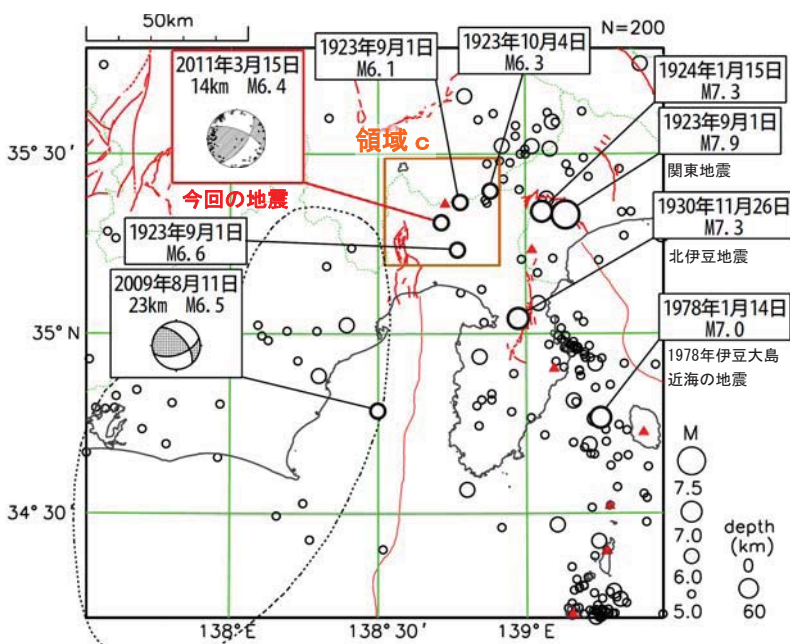 50km
N=200
2011年3月15日
14km M6.4
1923年9月1日
M6.1
1923年10月4日
M6.3
1924年1月15日
M7.3
1923年9月1日
M7.9
関東地震
領域 c
今回の地震
35°30′
1923年9月1日
M6.6
1930年11月26日
M7.3
北伊豆地震
2009年8月11日
23km M6.5
35°N
1978年1月14日
M7.0
1978年伊豆大島
近海の地震
34°30′
M
7.5
7.0
6.0
5.0
depth
(km)
0
60
138°E
138°30′
139°E